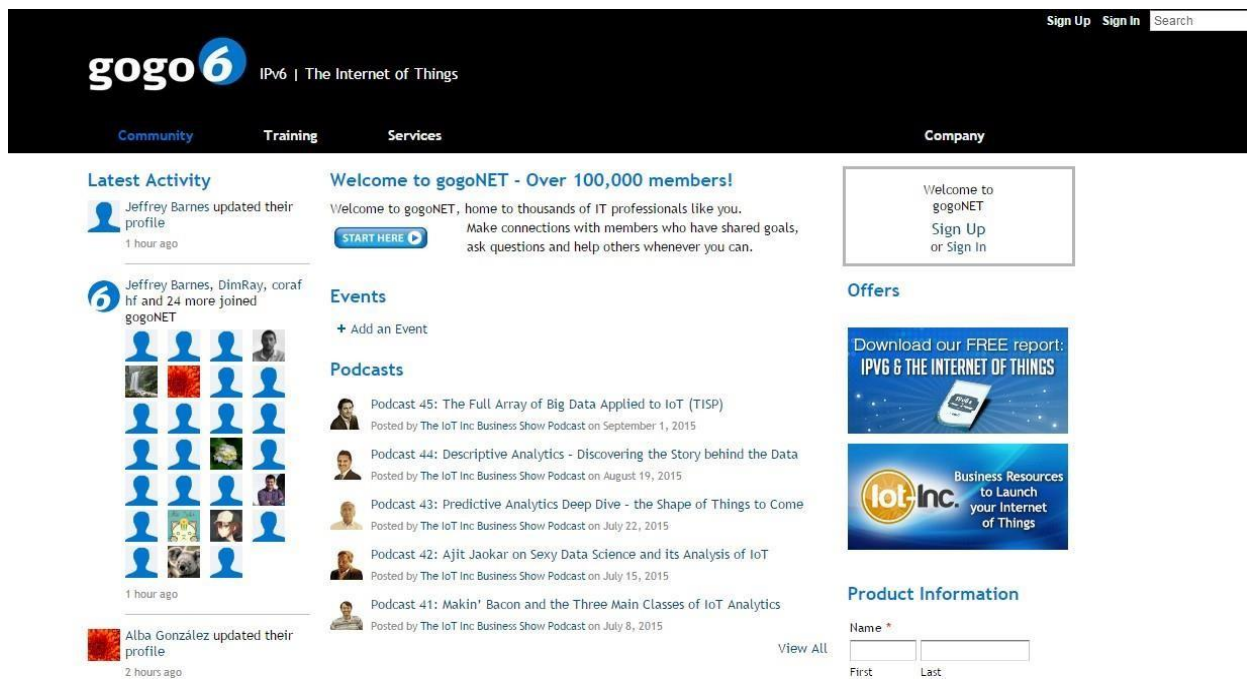 Sign Up Sign In Search
gogo6 IPv6 | The Internet of Things
Community Training Services Company
Latest Activity
Jeffrey Barnes updated their
profile
1 hour ago
Jeffrey Barnes, DimRay, coraf
hf and 24 more joined
gogoNET
1 hour ago
Alba González updated their
profile
2 hours ago
Welcome to gogoNET - Over 100,000 members!
Welcome to gogoNET, home to thousands of IT professionals like you.
START HERE
Make connections with members who have shared goals,
ask questions and help others whenever you can.
Events
+ Add an Event
Podcasts
Podcast 45: The Full Array of Big Data Applied to IoT (TISP)
Posted by The IoT Inc Business Show Podcast on September 1, 2015
Podcast 44: Descriptive Analytics - Discovering the Story behind the Data
Posted by The IoT Inc Business Show Podcast on August 19, 2015
Podcast 43: Predictive Analytics Deep Dive - the Shape of Things to Come
Posted by The IoT Inc Business Show Podcast on July 22, 2015
Podcast 42: Ajit Jaokar on Sexy Data Science and its Analysis of IoT
Posted by The IoT Inc Business Show Podcast on July 15, 2015
Podcast 41: Makin' Bacon and the Three Main Classes of IoT Analytics
Posted by The IoT Inc Business Show Podcast on July 8, 2015
View All
Welcome to
gogoNET
Sign Up
or Sign In
Offers
Download our FREE report:
IPV6 & THE INTERNET OF THINGS
Iot-Inc.
Business Resources
to Launch
your Internet
of Things
Product Information
Name *
First Last